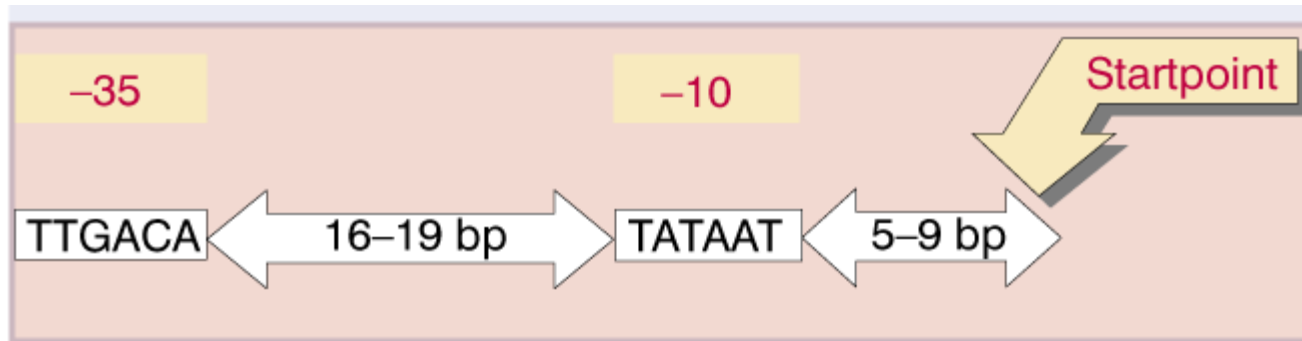 –35
–10
Startpoint
TTGACA
16–19 bp
TATAAT
5–9 bp